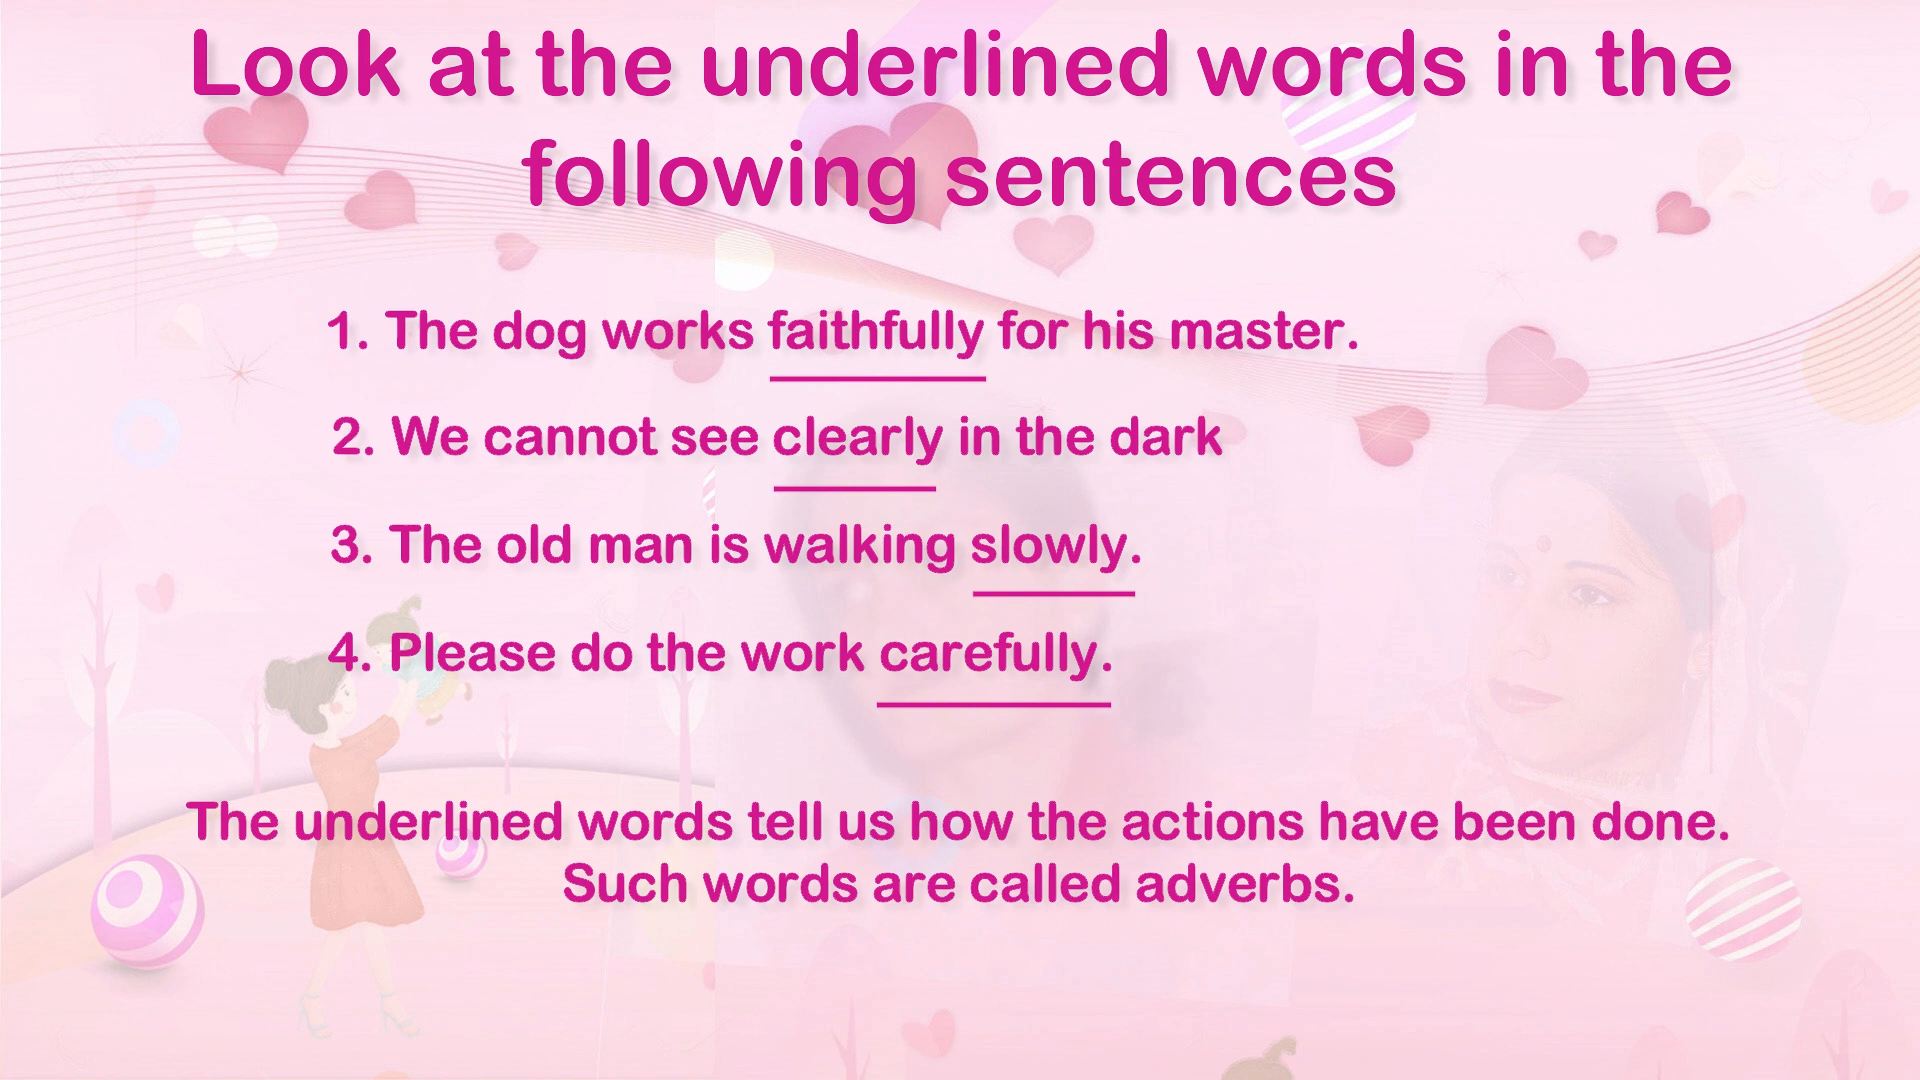 Look at the underlined words in the
following sentences
1. The dog works faithfully for his master.
2. We cannot see clearly in the dark
3. The old man is walking slowly.
4. Please do the work carefully.
The underlined words tell us how the actions have been done.
Such words are called adverbs.